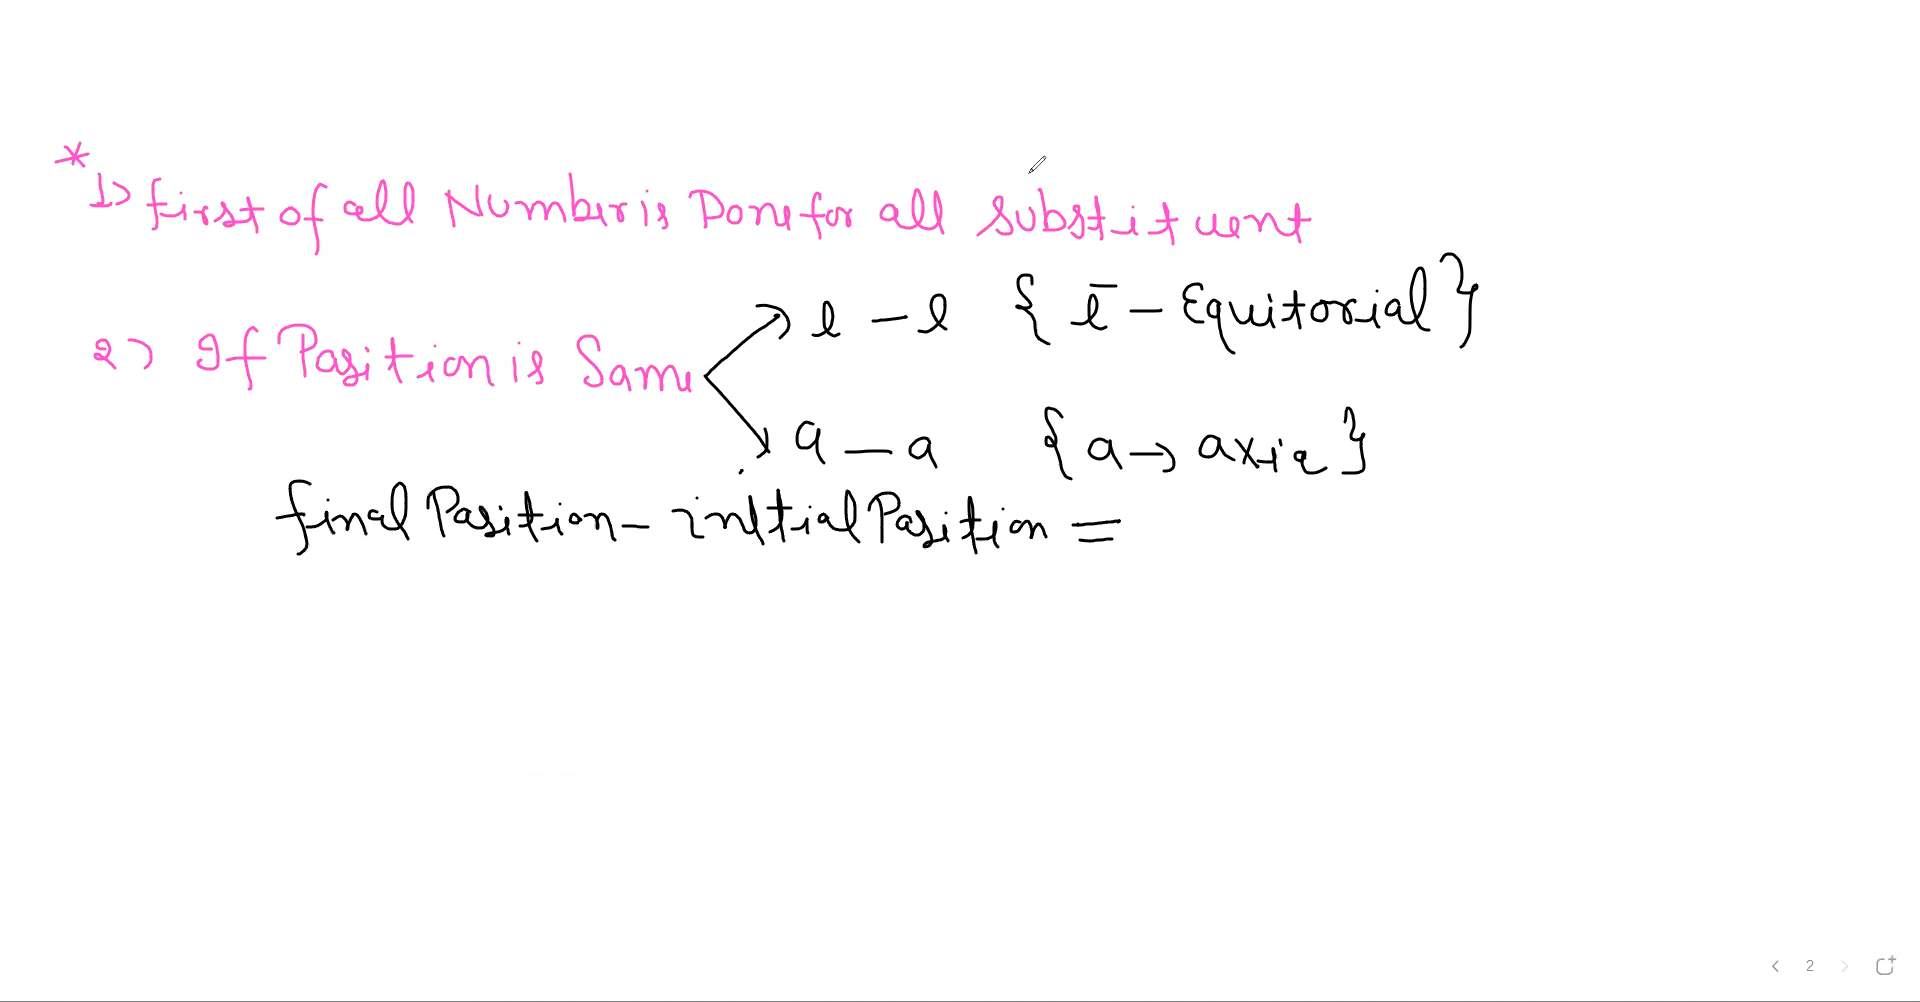 * 1) First of all Number is Done for all Substituent
2) If Position is Same
e - e { ē - Equitorial }
a - a { a → axia }
final Position - initial Position =
2